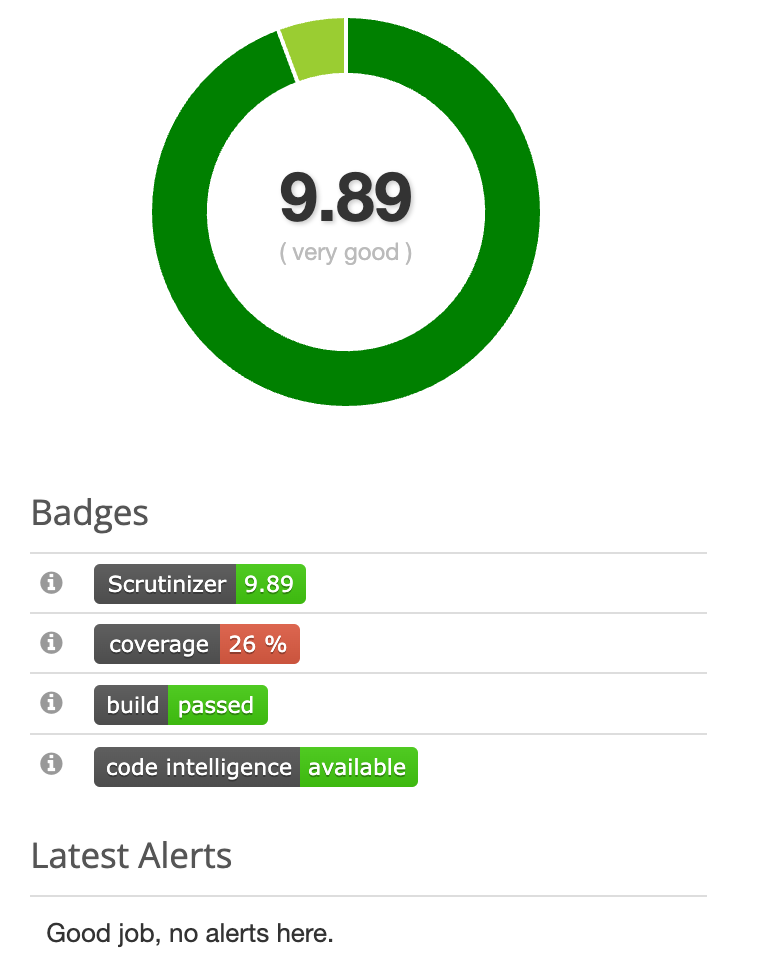 9.89
( very good )
Badges
Scrutinizer 9.89
coverage 26 %
build passed
code intelligence available
Latest Alerts
Good job, no alerts here.